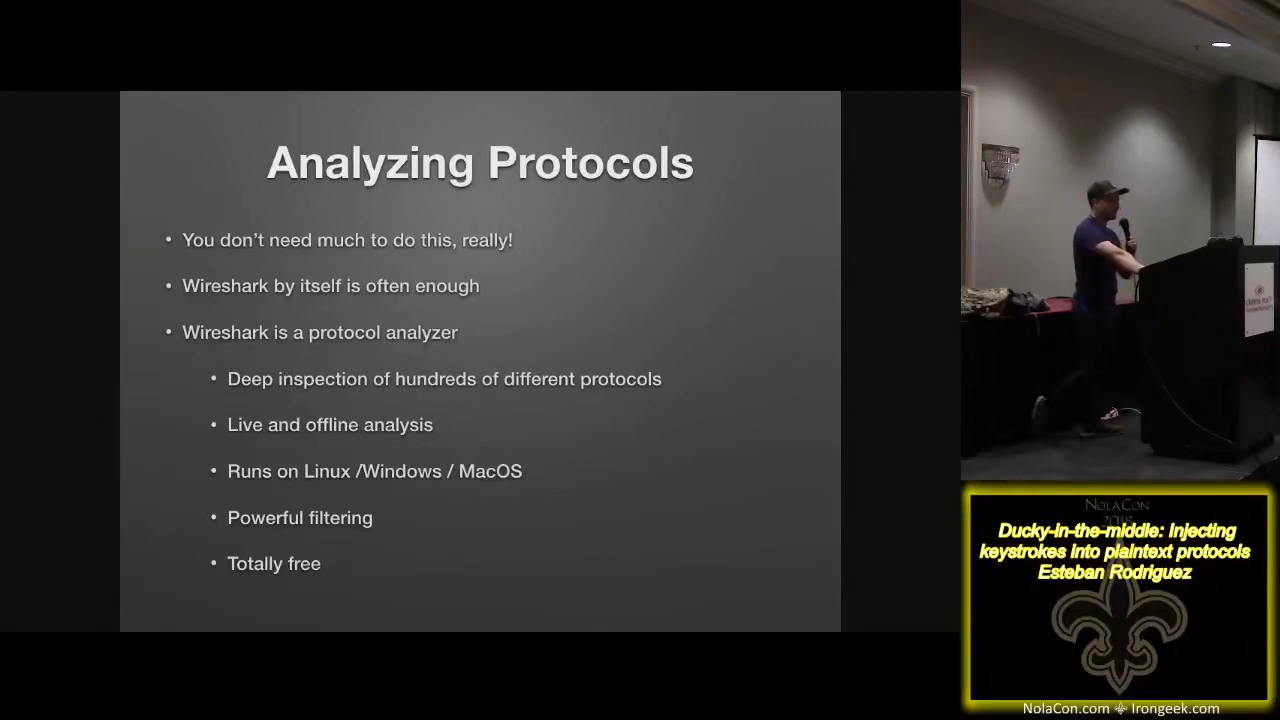 Analyzing Protocols
• You don’t need much to do this, really!
• Wireshark by itself is often enough
• Wireshark is a protocol analyzer
• Deep inspection of hundreds of different protocols
• Live and offline analysis
• Runs on Linux /Windows / MacOS
• Powerful filtering
• Totally free
NOLACON
2018
Ducky-in-the-middle: Injecting
keystrokes into plaintext protocols
Esteban Rodriguez
NolaCon.com ⚜ Irongeek.com